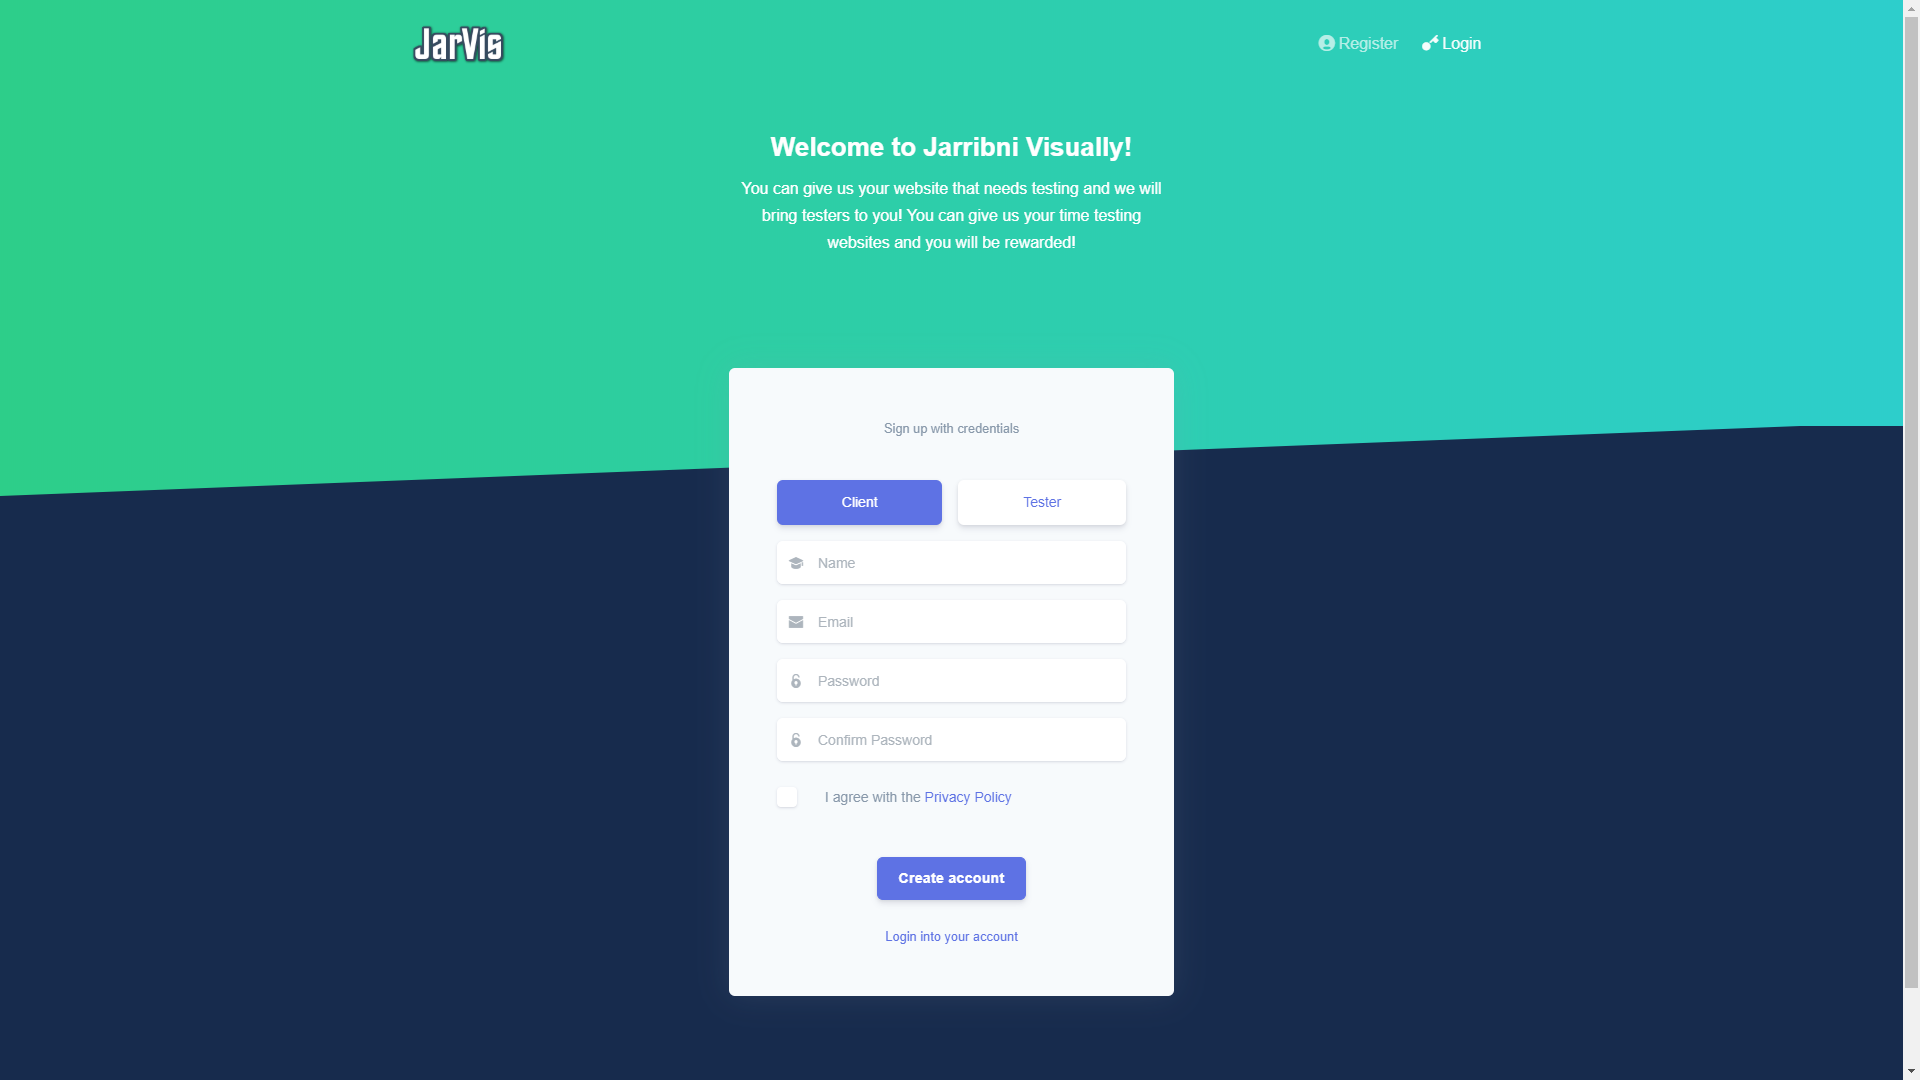 JarVis
Register
Login
Welcome to Jarribni Visually!
You can give us your website that needs testing and we will
bring testers to you! You can give us your time testing
websites and you will be rewarded!
Sign up with credentials
Client
Tester
Name
Email
Password
Confirm Password
I agree with the Privacy Policy
Create account
Login into your account